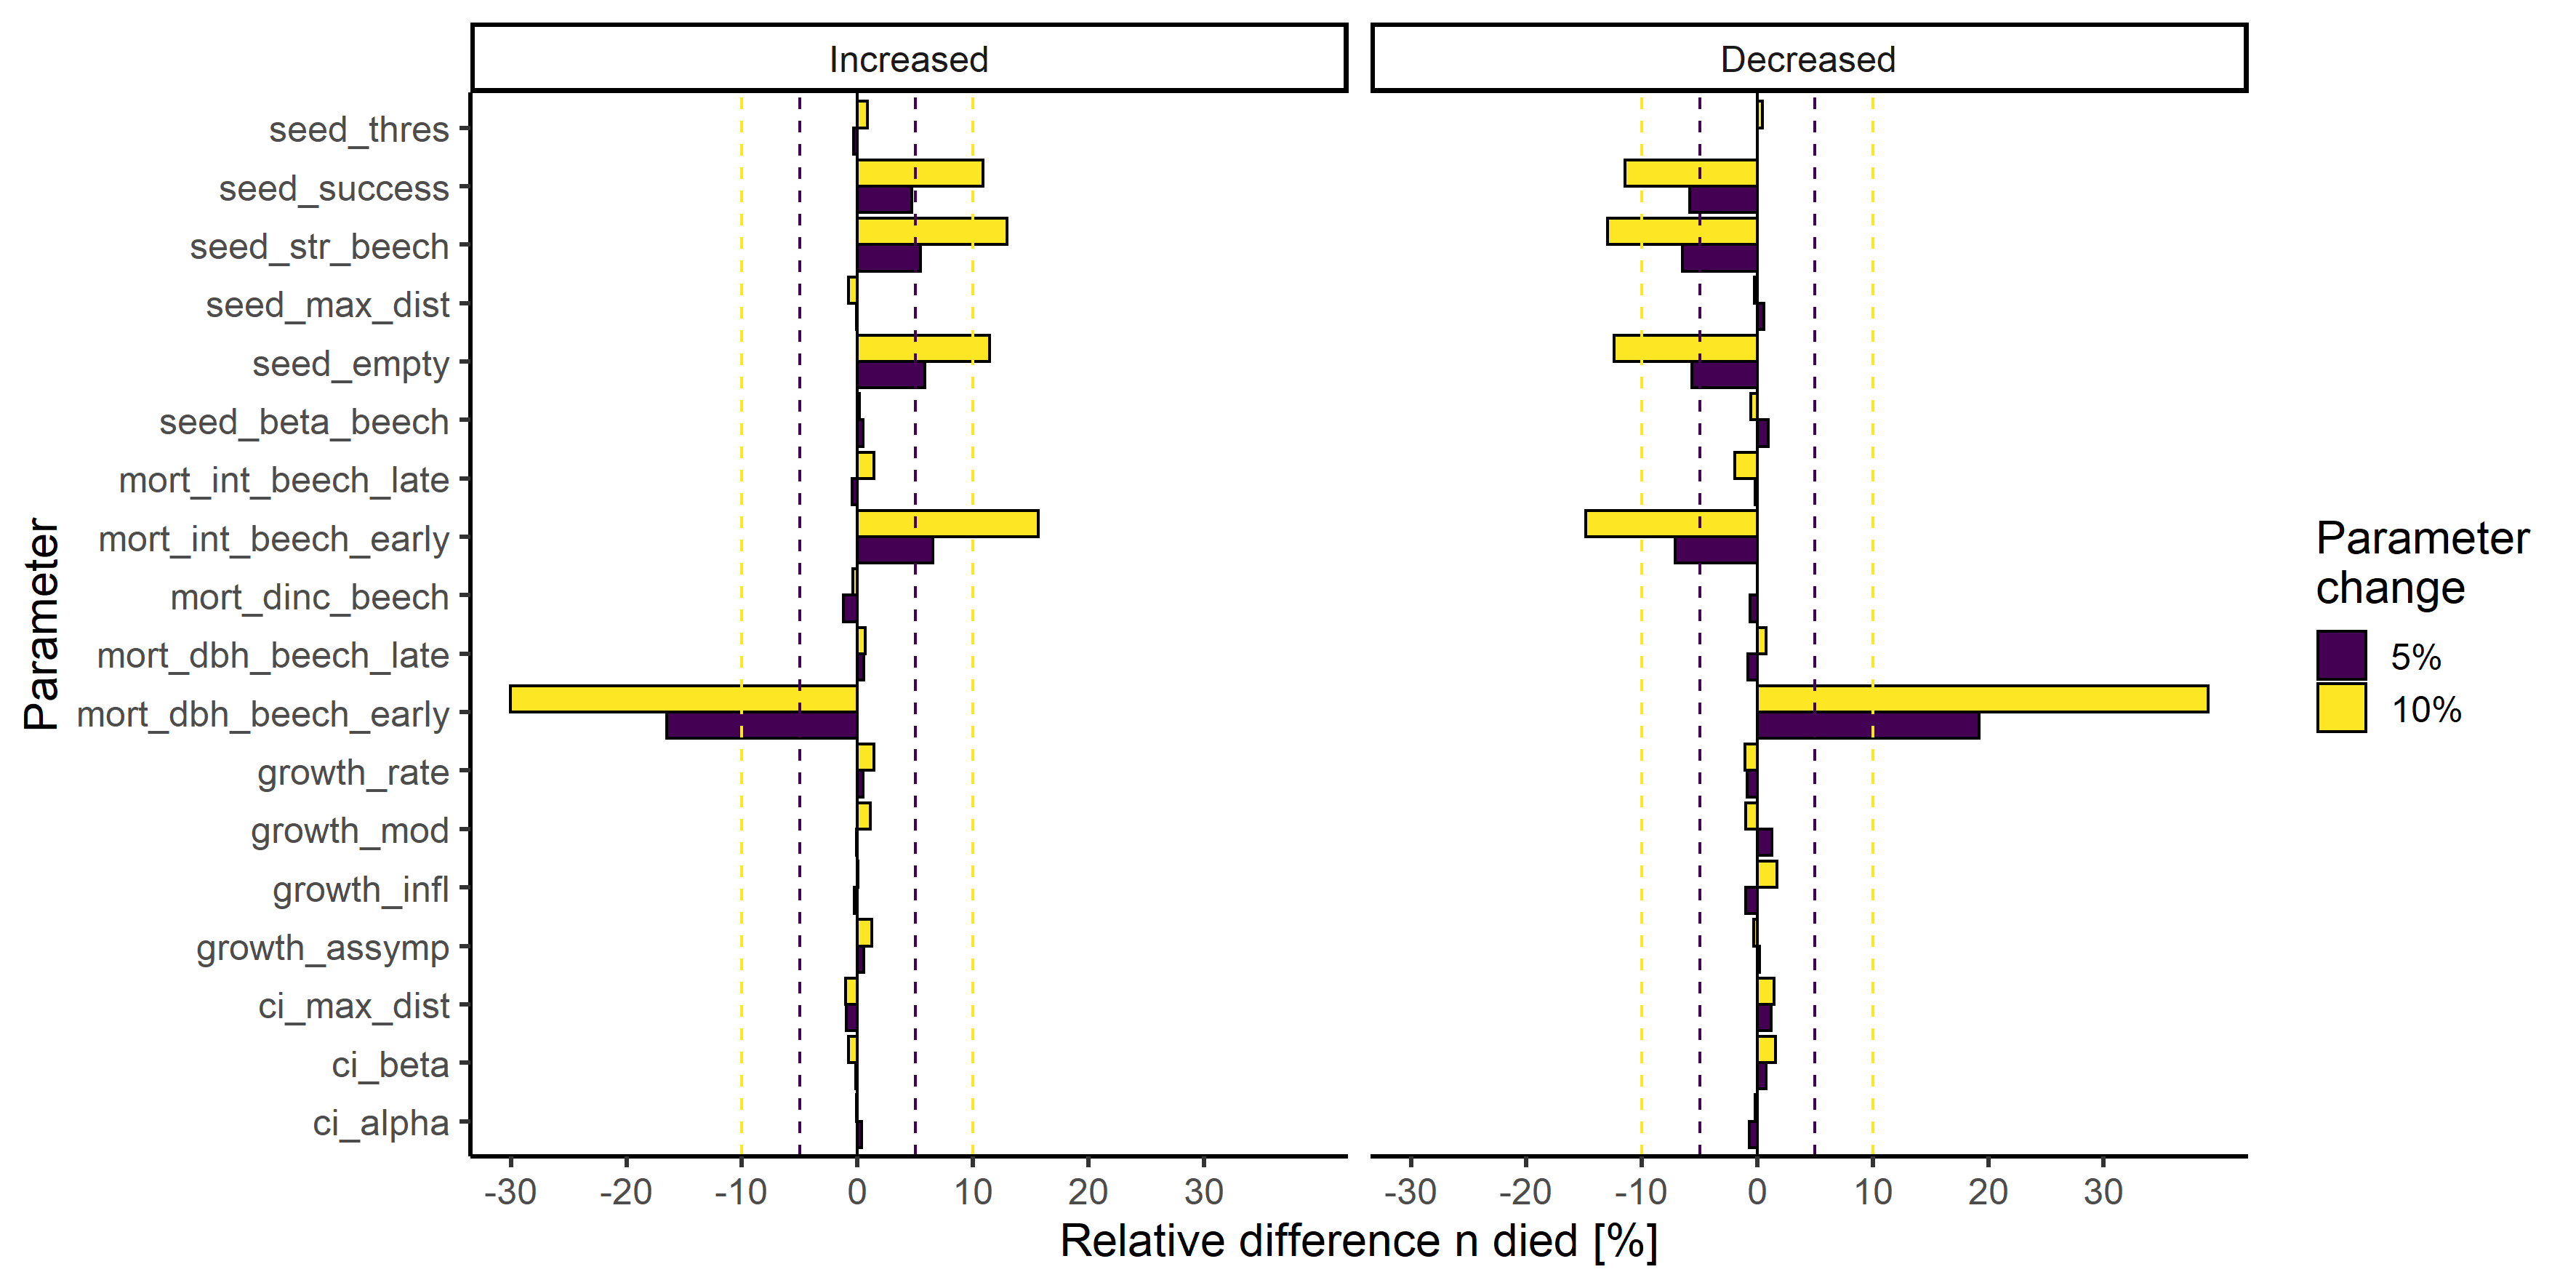 Increased
Decreased
Parameter
seed_thres
seed_success
seed_str_beech
seed_max_dist
seed_empty
seed_beta_beech
mort_int_beech_late
mort_int_beech_early
mort_dinc_beech
mort_dbh_beech_late
mort_dbh_beech_early
growth_rate
growth_mod
growth_infl
growth_assymp
ci_max_dist
ci_beta
ci_alpha
-30 -20 -10 0 10 20 30
-30 -20 -10 0 10 20 30
Relative difference n died [%]
Parameter
change
5%
10%